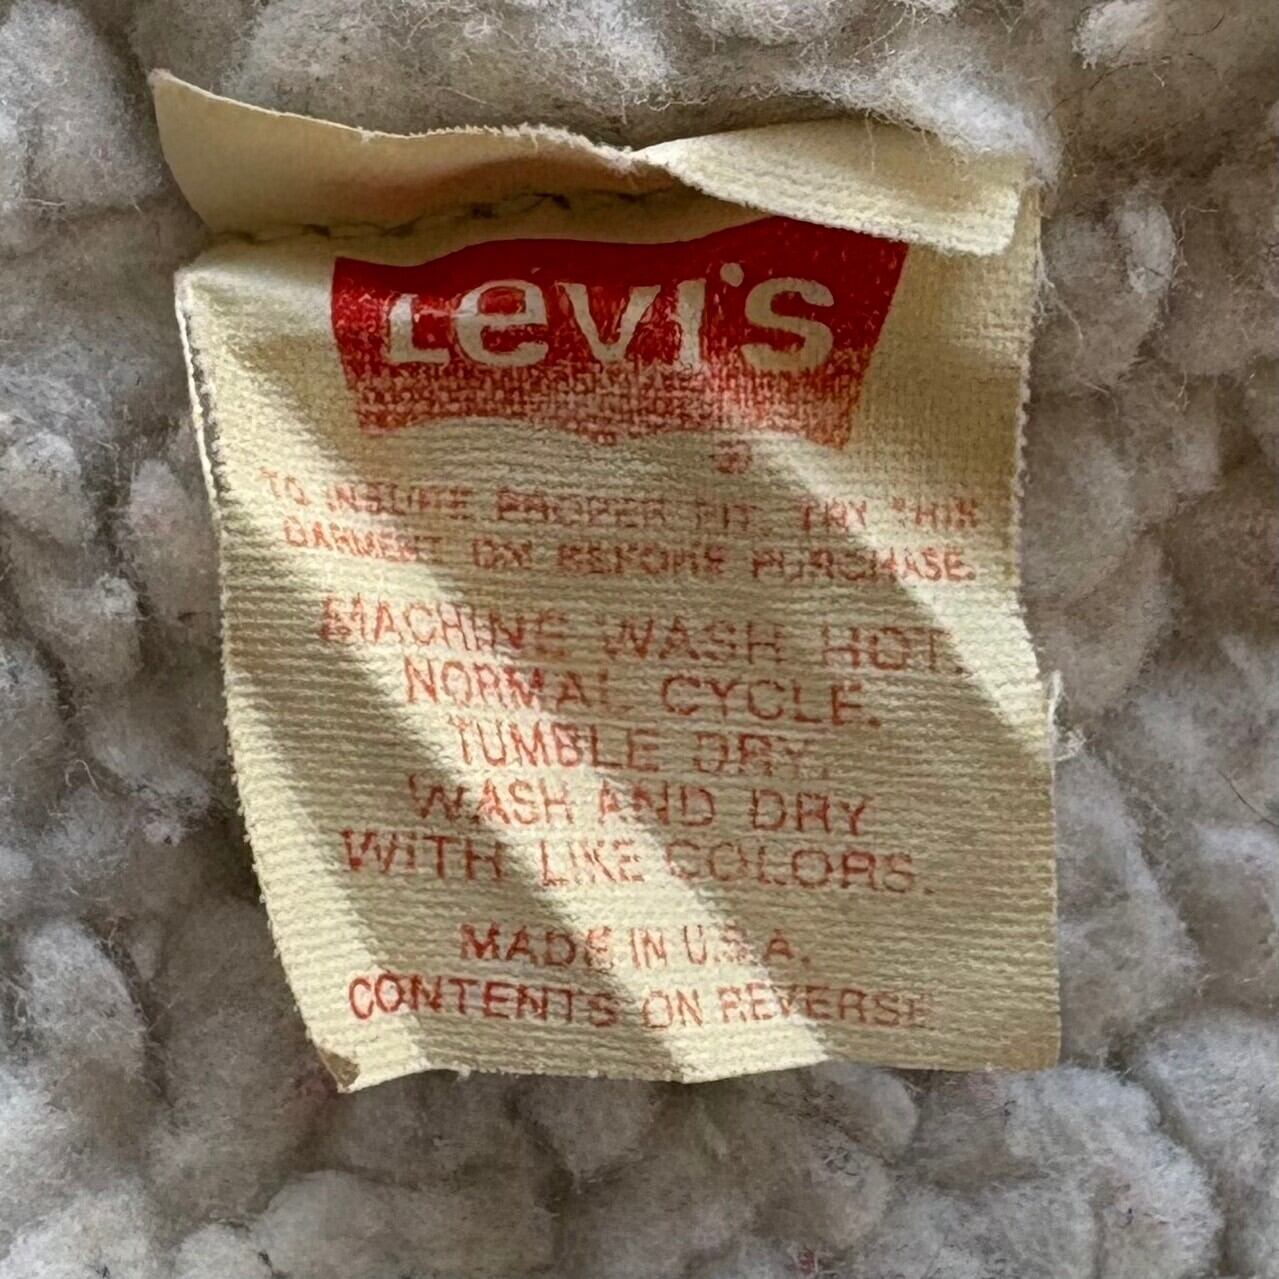 Levi's
®
TO INSURE PROPER FIT, TRY THIS
GARMENT ON BEFORE PURCHASE.
MACHINE WASH HOT,
NORMAL CYCLE.
TUMBLE DRY.
WASH AND DRY
WITH LIKE COLORS.
MADE IN U.S.A.
CONTENTS ON REVERSE